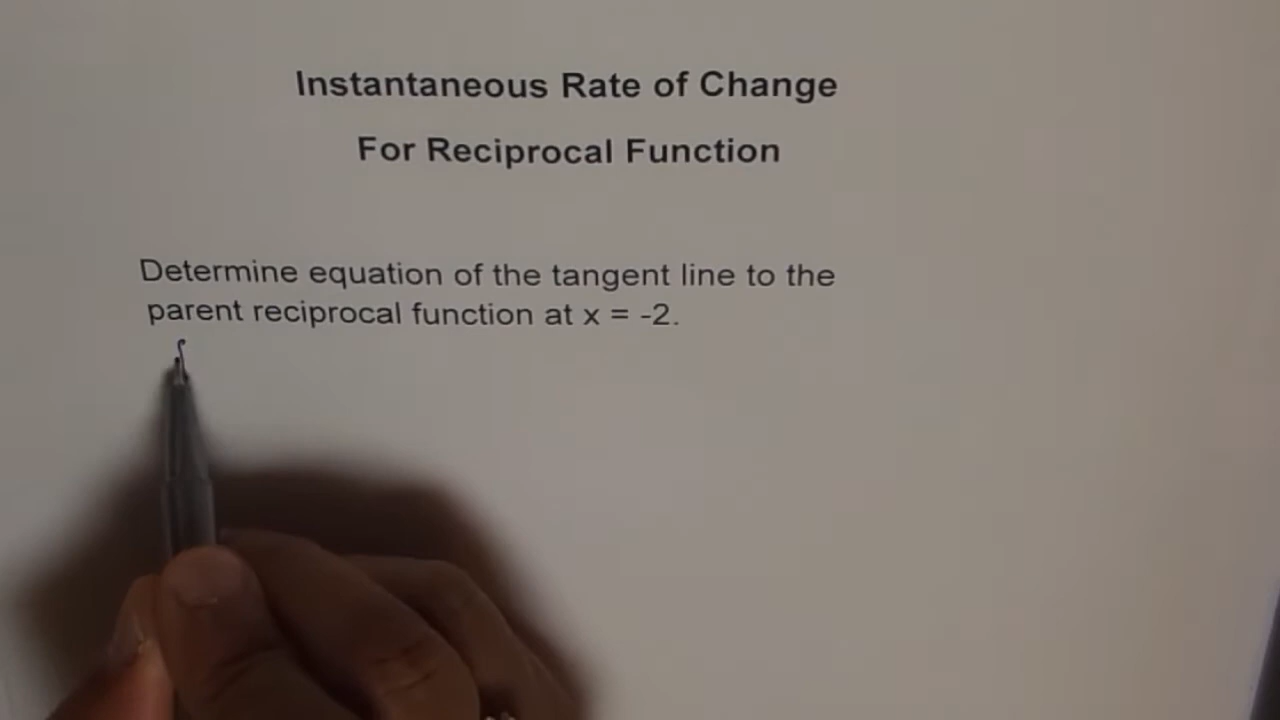 Instantaneous Rate of Change
For Reciprocal Function
Determine equation of the tangent line to the
parent reciprocal function at x = -2.